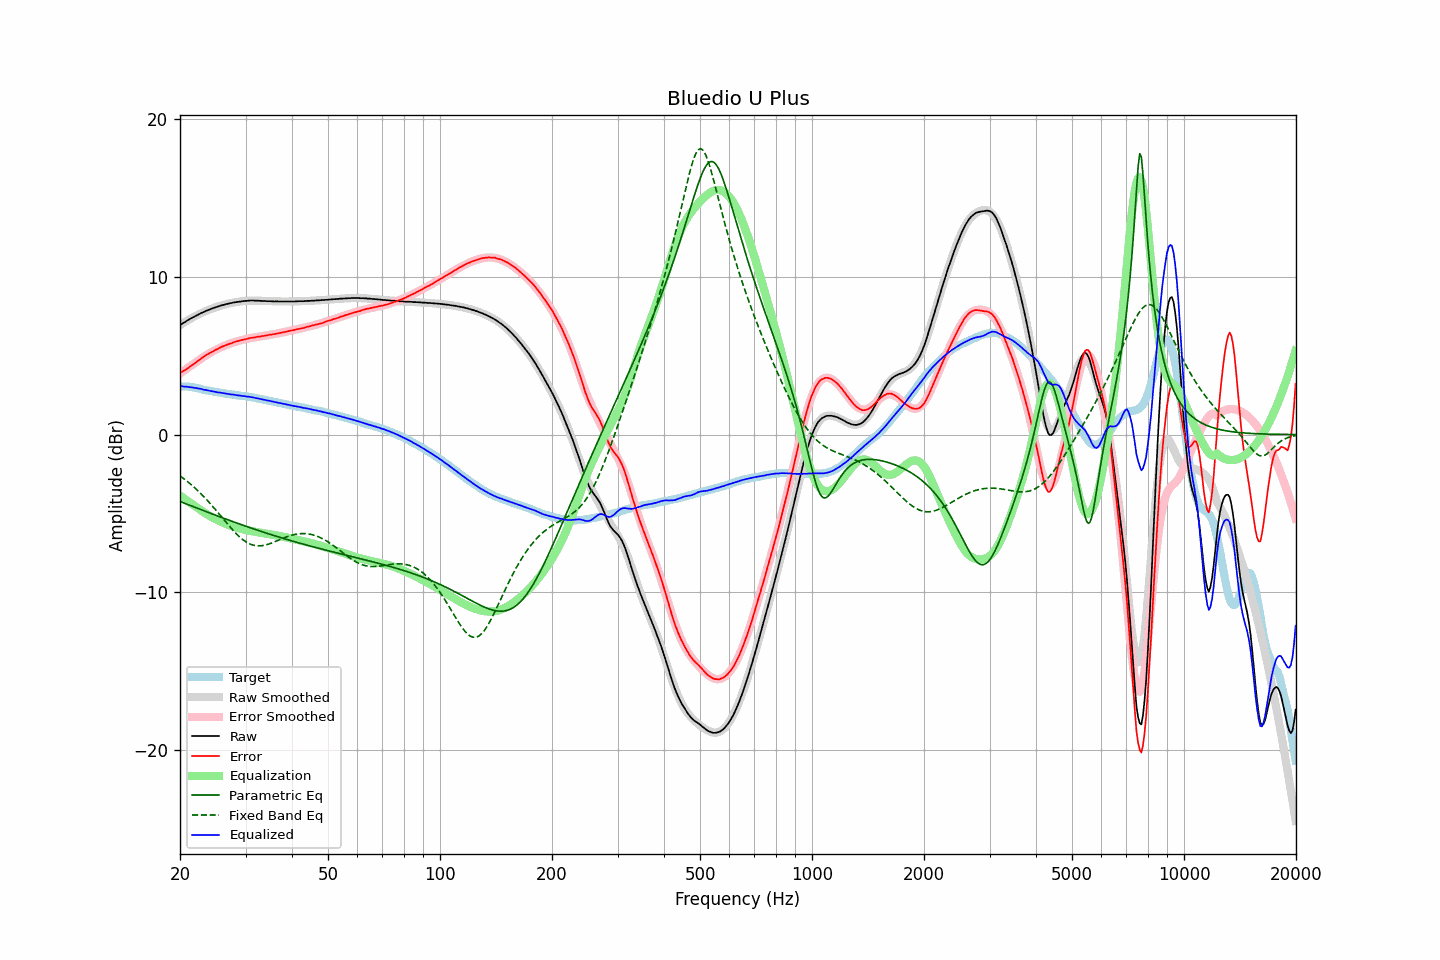 Bluedio U Plus
20
10
0
−10
−20
Amplitude (dBr)
Target
Raw Smoothed
Error Smoothed
Raw
Error
Equalization
Parametric Eq
Fixed Band Eq
Equalized
20 50 100 200 500 1000 2000 5000 10000 20000
Frequency (Hz)